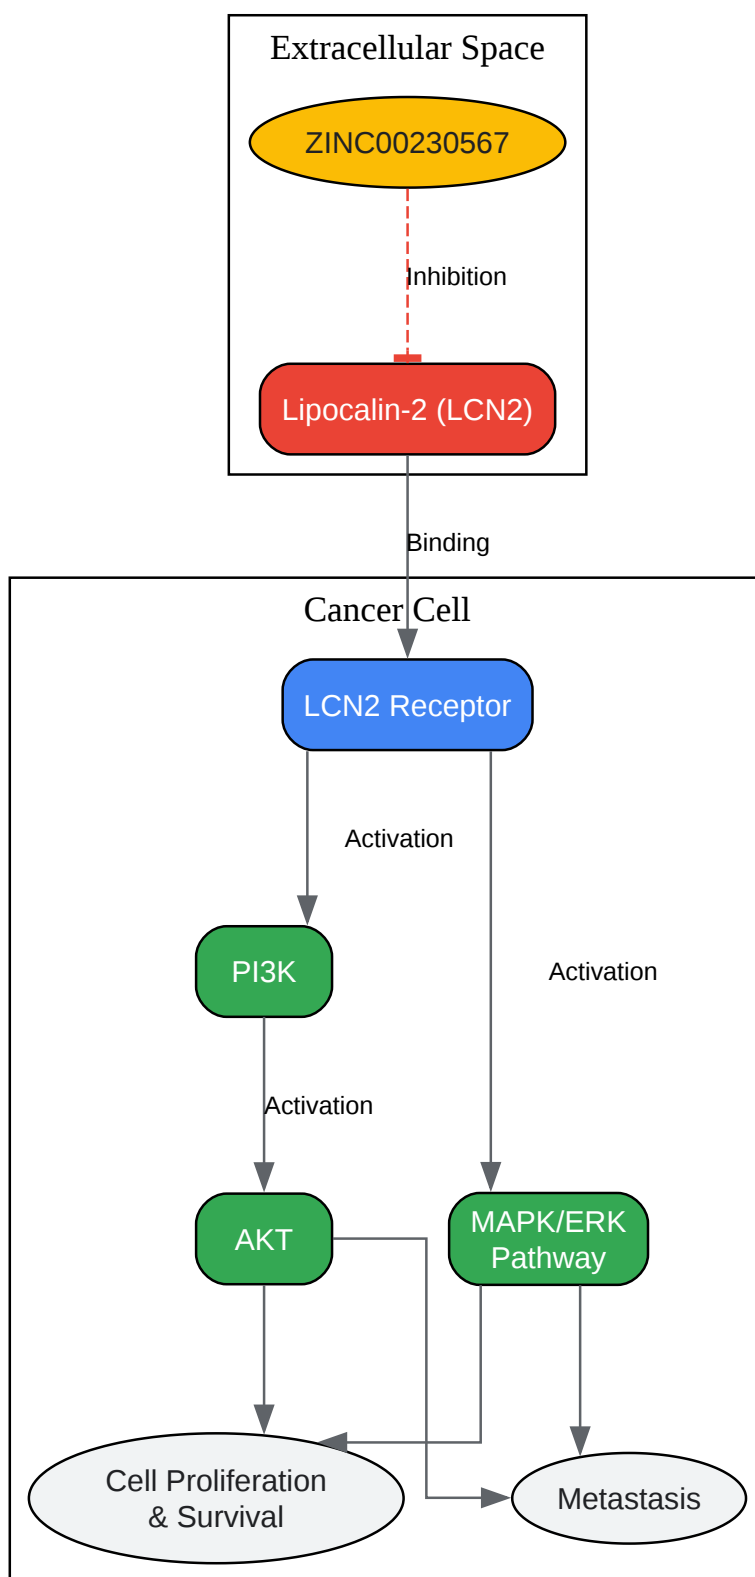 Extracellular Space
ZINC00230567
Inhibition
Lipocalin-2 (LCN2)
Binding
Cancer Cell
LCN2 Receptor
Activation
PI3K
Activation
Activation
AKT
MAPK/ERK
Pathway
Cell Proliferation
& Survival
Metastasis